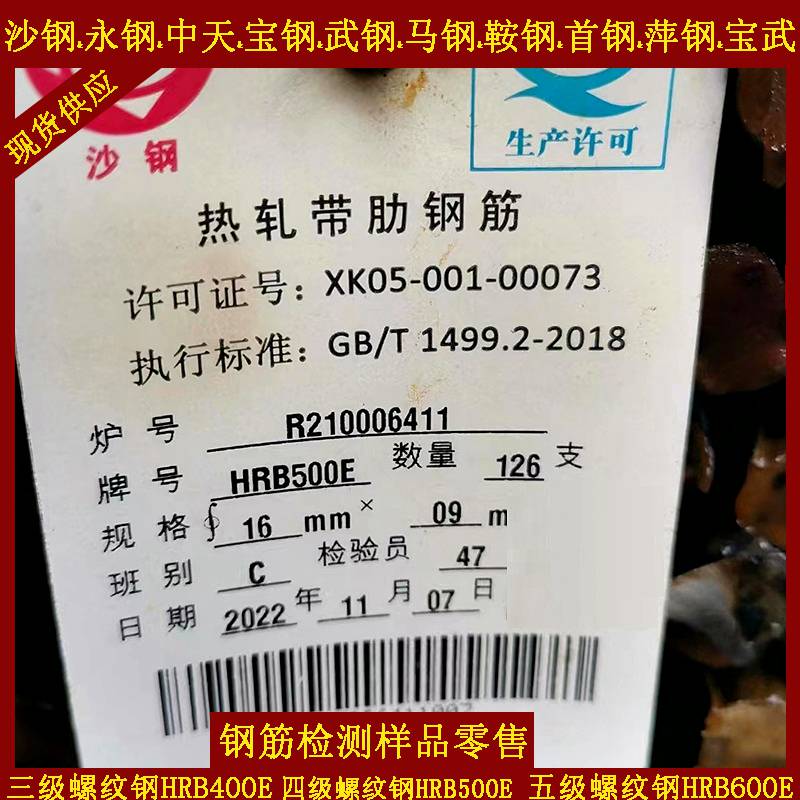 沙钢.永钢.中天.宝钢.武钢.马钢.鞍钢.首钢.萍钢.宝武
现货供应
沙钢
生产许可
热轧带肋钢筋
许可证号：XK05-001-00073
执行标准：GB/T 1499.2-2018
炉号 R210006411
牌号 HRB500E 数量 126 支
规格 16 mm × 09 m
班别 C 检验员 47
日期 2022 年 11 月 07 日
钢筋检测样品零售
三级螺纹钢HRB400E 四级螺纹钢HRB500E 五级螺纹钢HRB600E